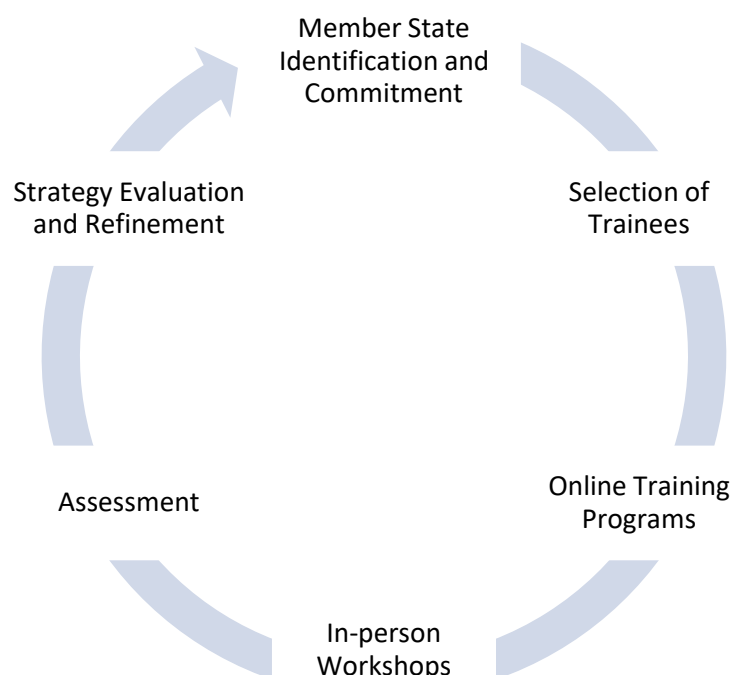 Member State
Identification and
Commitment
Selection of
Trainees
Online Training
Programs
In-person
Workshops
Assessment
Strategy Evaluation
and Refinement